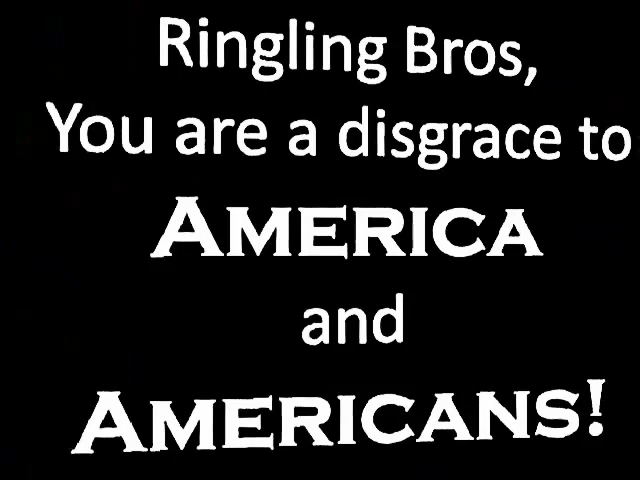 Ringling Bros,
You are a disgrace to
AMERICA
and
AMERICANS!